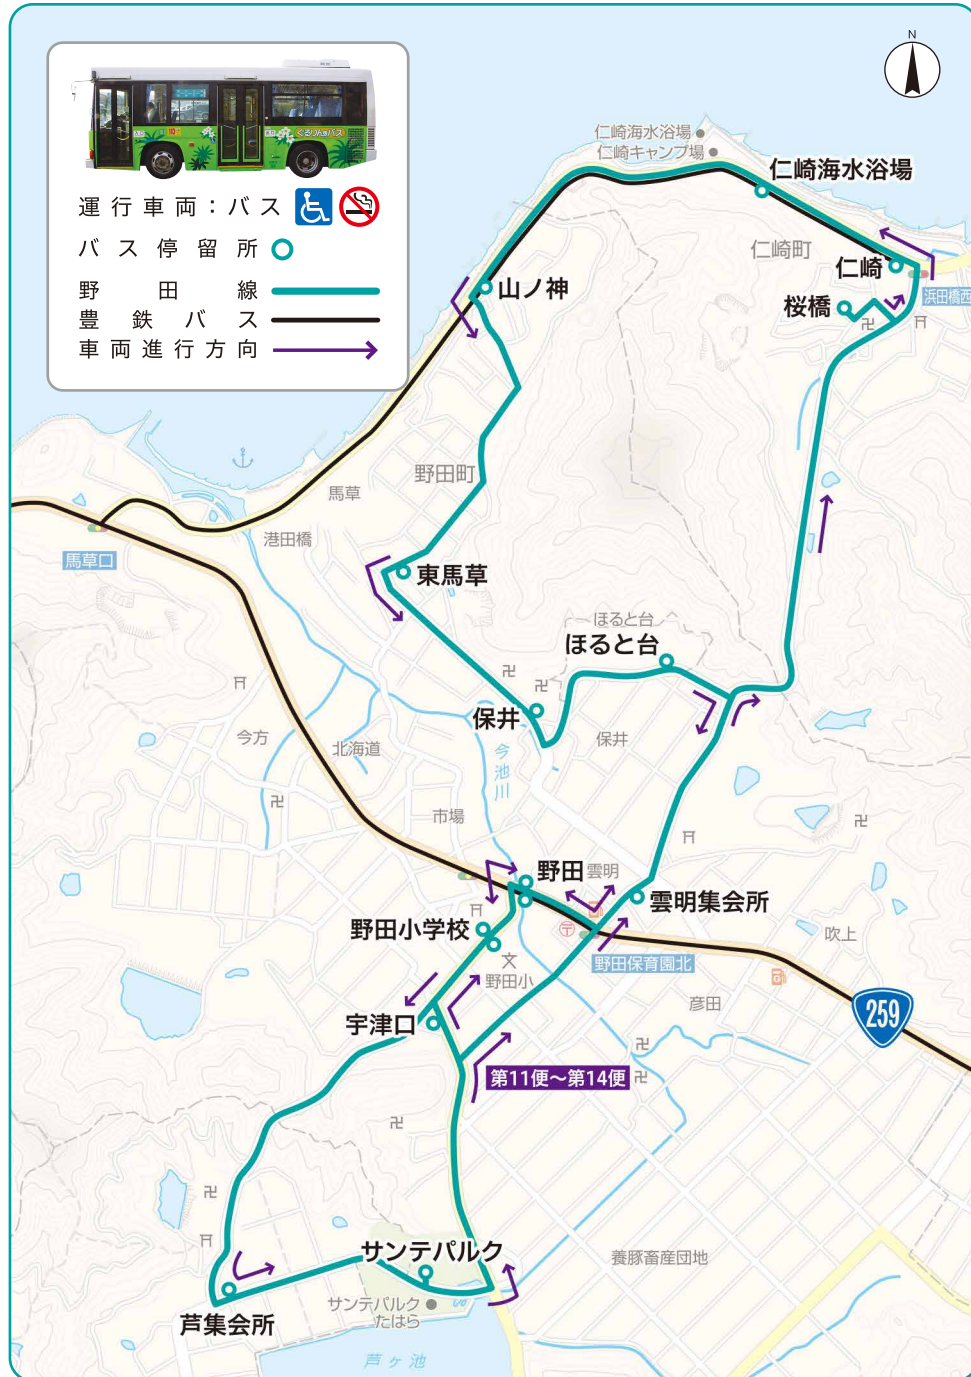 N
ぐるりんバス
運行車両：バス
バス停留所
野田線
豊鉄バス
車両進行方向
仁崎海水浴場
仁崎キャンプ場
仁崎海水浴場
仁崎町
仁崎
浜田橋西
桜橋
山ノ神
野田町
馬草
港田橋
馬草口
東馬草
ほると台
ほると台
保井
保井
今方
北海道
今池川
市場
野田
雲明
雲明集会所
野田小学校
文
野田小
野田保育園北
吹上
彦田
259
宇津口
第11便～第14便
サンテパルク
養豚畜産団地
サンテパルク
たはら
芦集会所
芦ヶ池